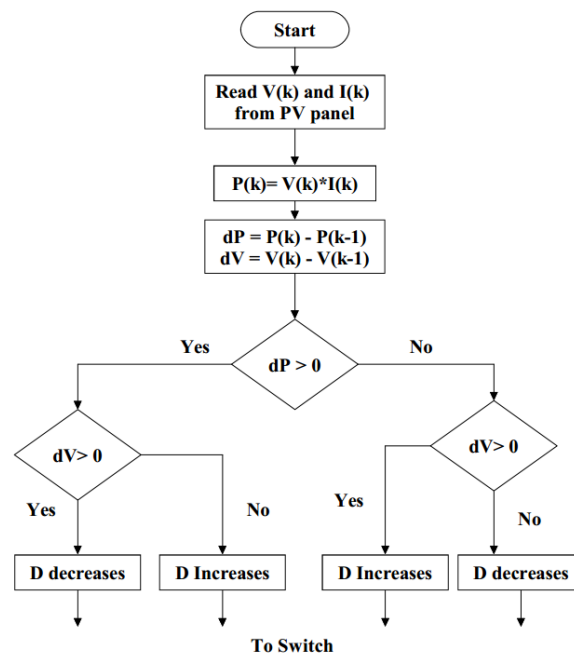 Start
Read V(k) and I(k)
from PV panel
P(k)= V(k)*I(k)
dP = P(k) - P(k-1)
dV = V(k) - V(k-1)
Yes
No
dP > 0
dV> 0
dV> 0
Yes
No
Yes
No
D decreases
D Increases
D Increases
D decreases
To Switch